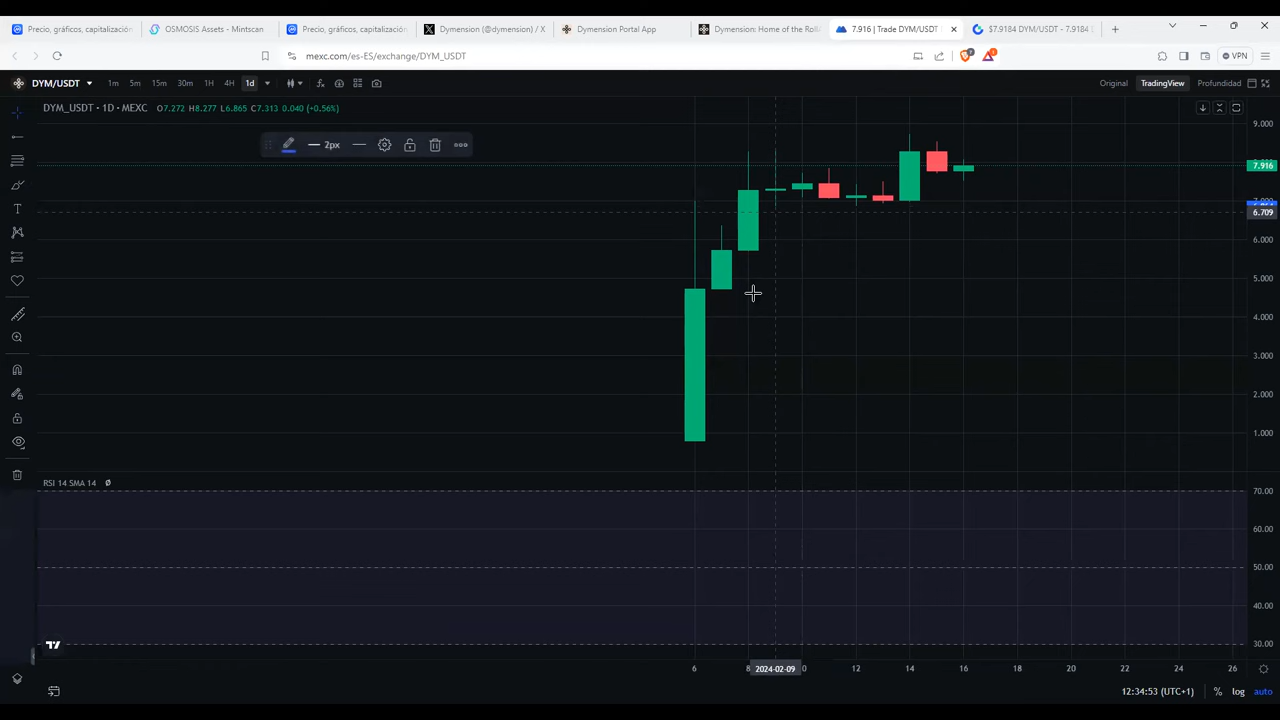 Precio, gráficos, capitalización
OSMOSIS Assets - Mintscan
Precio, gráficos, capitalización
Dymension (@dymension) / X
Dymension Portal App
Dymension: Home of the Roll
7.916 | Trade DYM/USDT
$7.9184 DYM/USDT - 7.9184
mexc.com/es-ES/exchange/DYM_USDT
VPN
DYM/USDT
1m 5m 15m 30m 1H 4H 1d
Original TradingView Profundidad
DYM_USDT · 1D · MEXC O7.272 H8.277 L6.865 C7.313 0.040 (+0.56%)
2px
9.000
7.916
7.000
6.709
6.000
5.000
4.000
3.000
2.000
1.000
RSI 14 SMA 14 Ø
70.00
60.00
50.00
40.00
30.00
6 8 2024-02-09 0 12 14 16 18 20 22 24 26
12:34:53 (UTC+1) % log auto